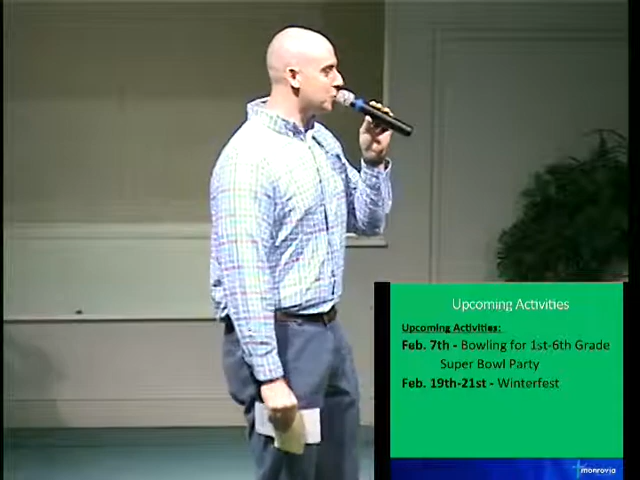 Upcoming Activities
Upcoming Activities:
Feb. 7th - Bowling for 1st-6th Grade
Super Bowl Party
Feb. 19th-21st - Winterfest
monrovia